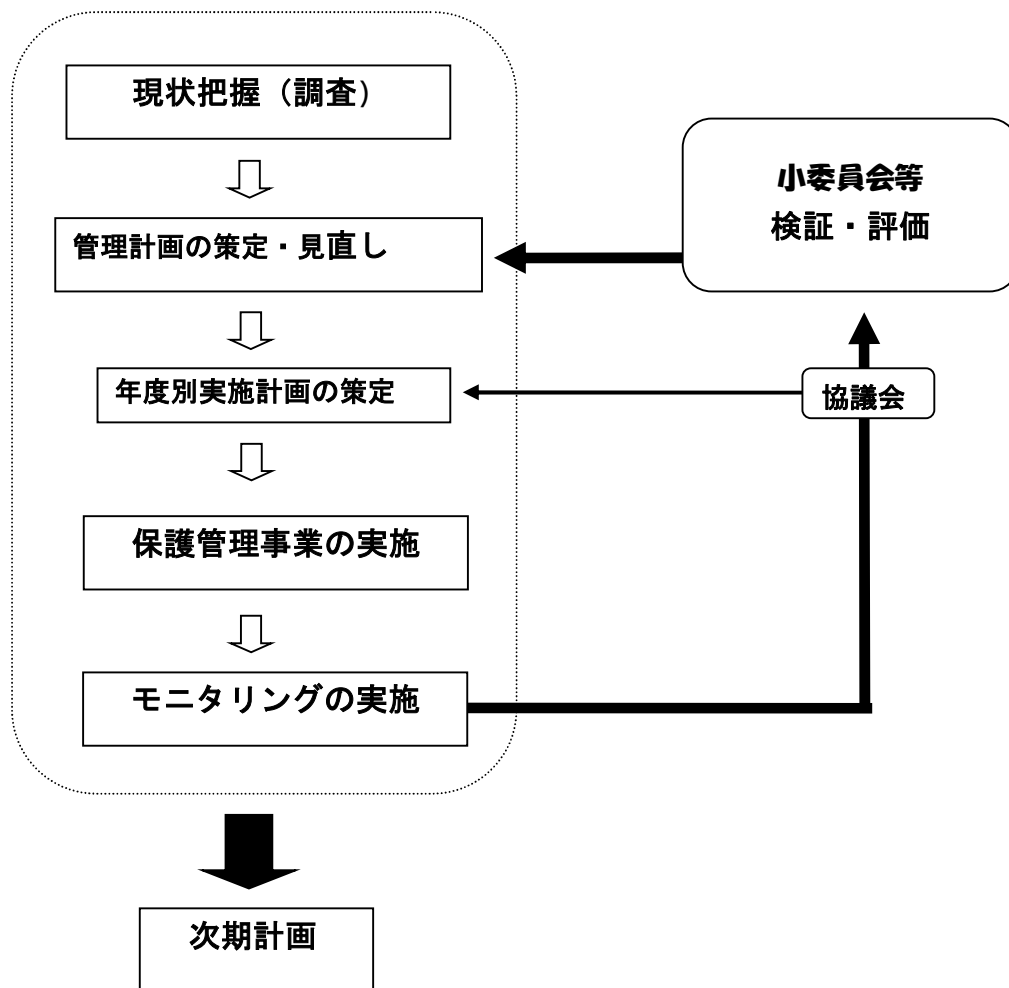 現状把握（調査）
小委員会等
検証・評価
管理計画の策定・見直し
年度別実施計画の策定
協議会
保護管理事業の実施
モニタリングの実施
次期計画